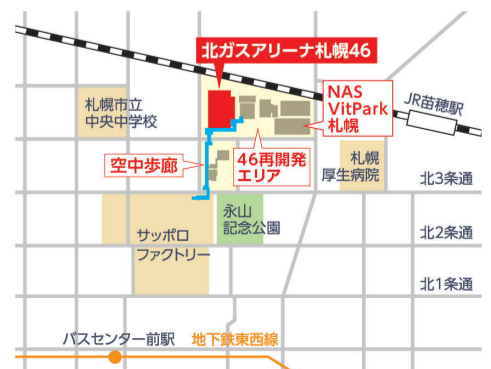 北ガスアリーナ札幌46
NAS
VitPark
札幌
JR苗穂駅
札幌市立
中央中学校
空中歩廊
46再開発
エリア
札幌
厚生病院
北3条通
永山
記念公園
サッポロ
ファクトリー
北2条通
北1条通
バスセンター前駅
地下鉄東西線